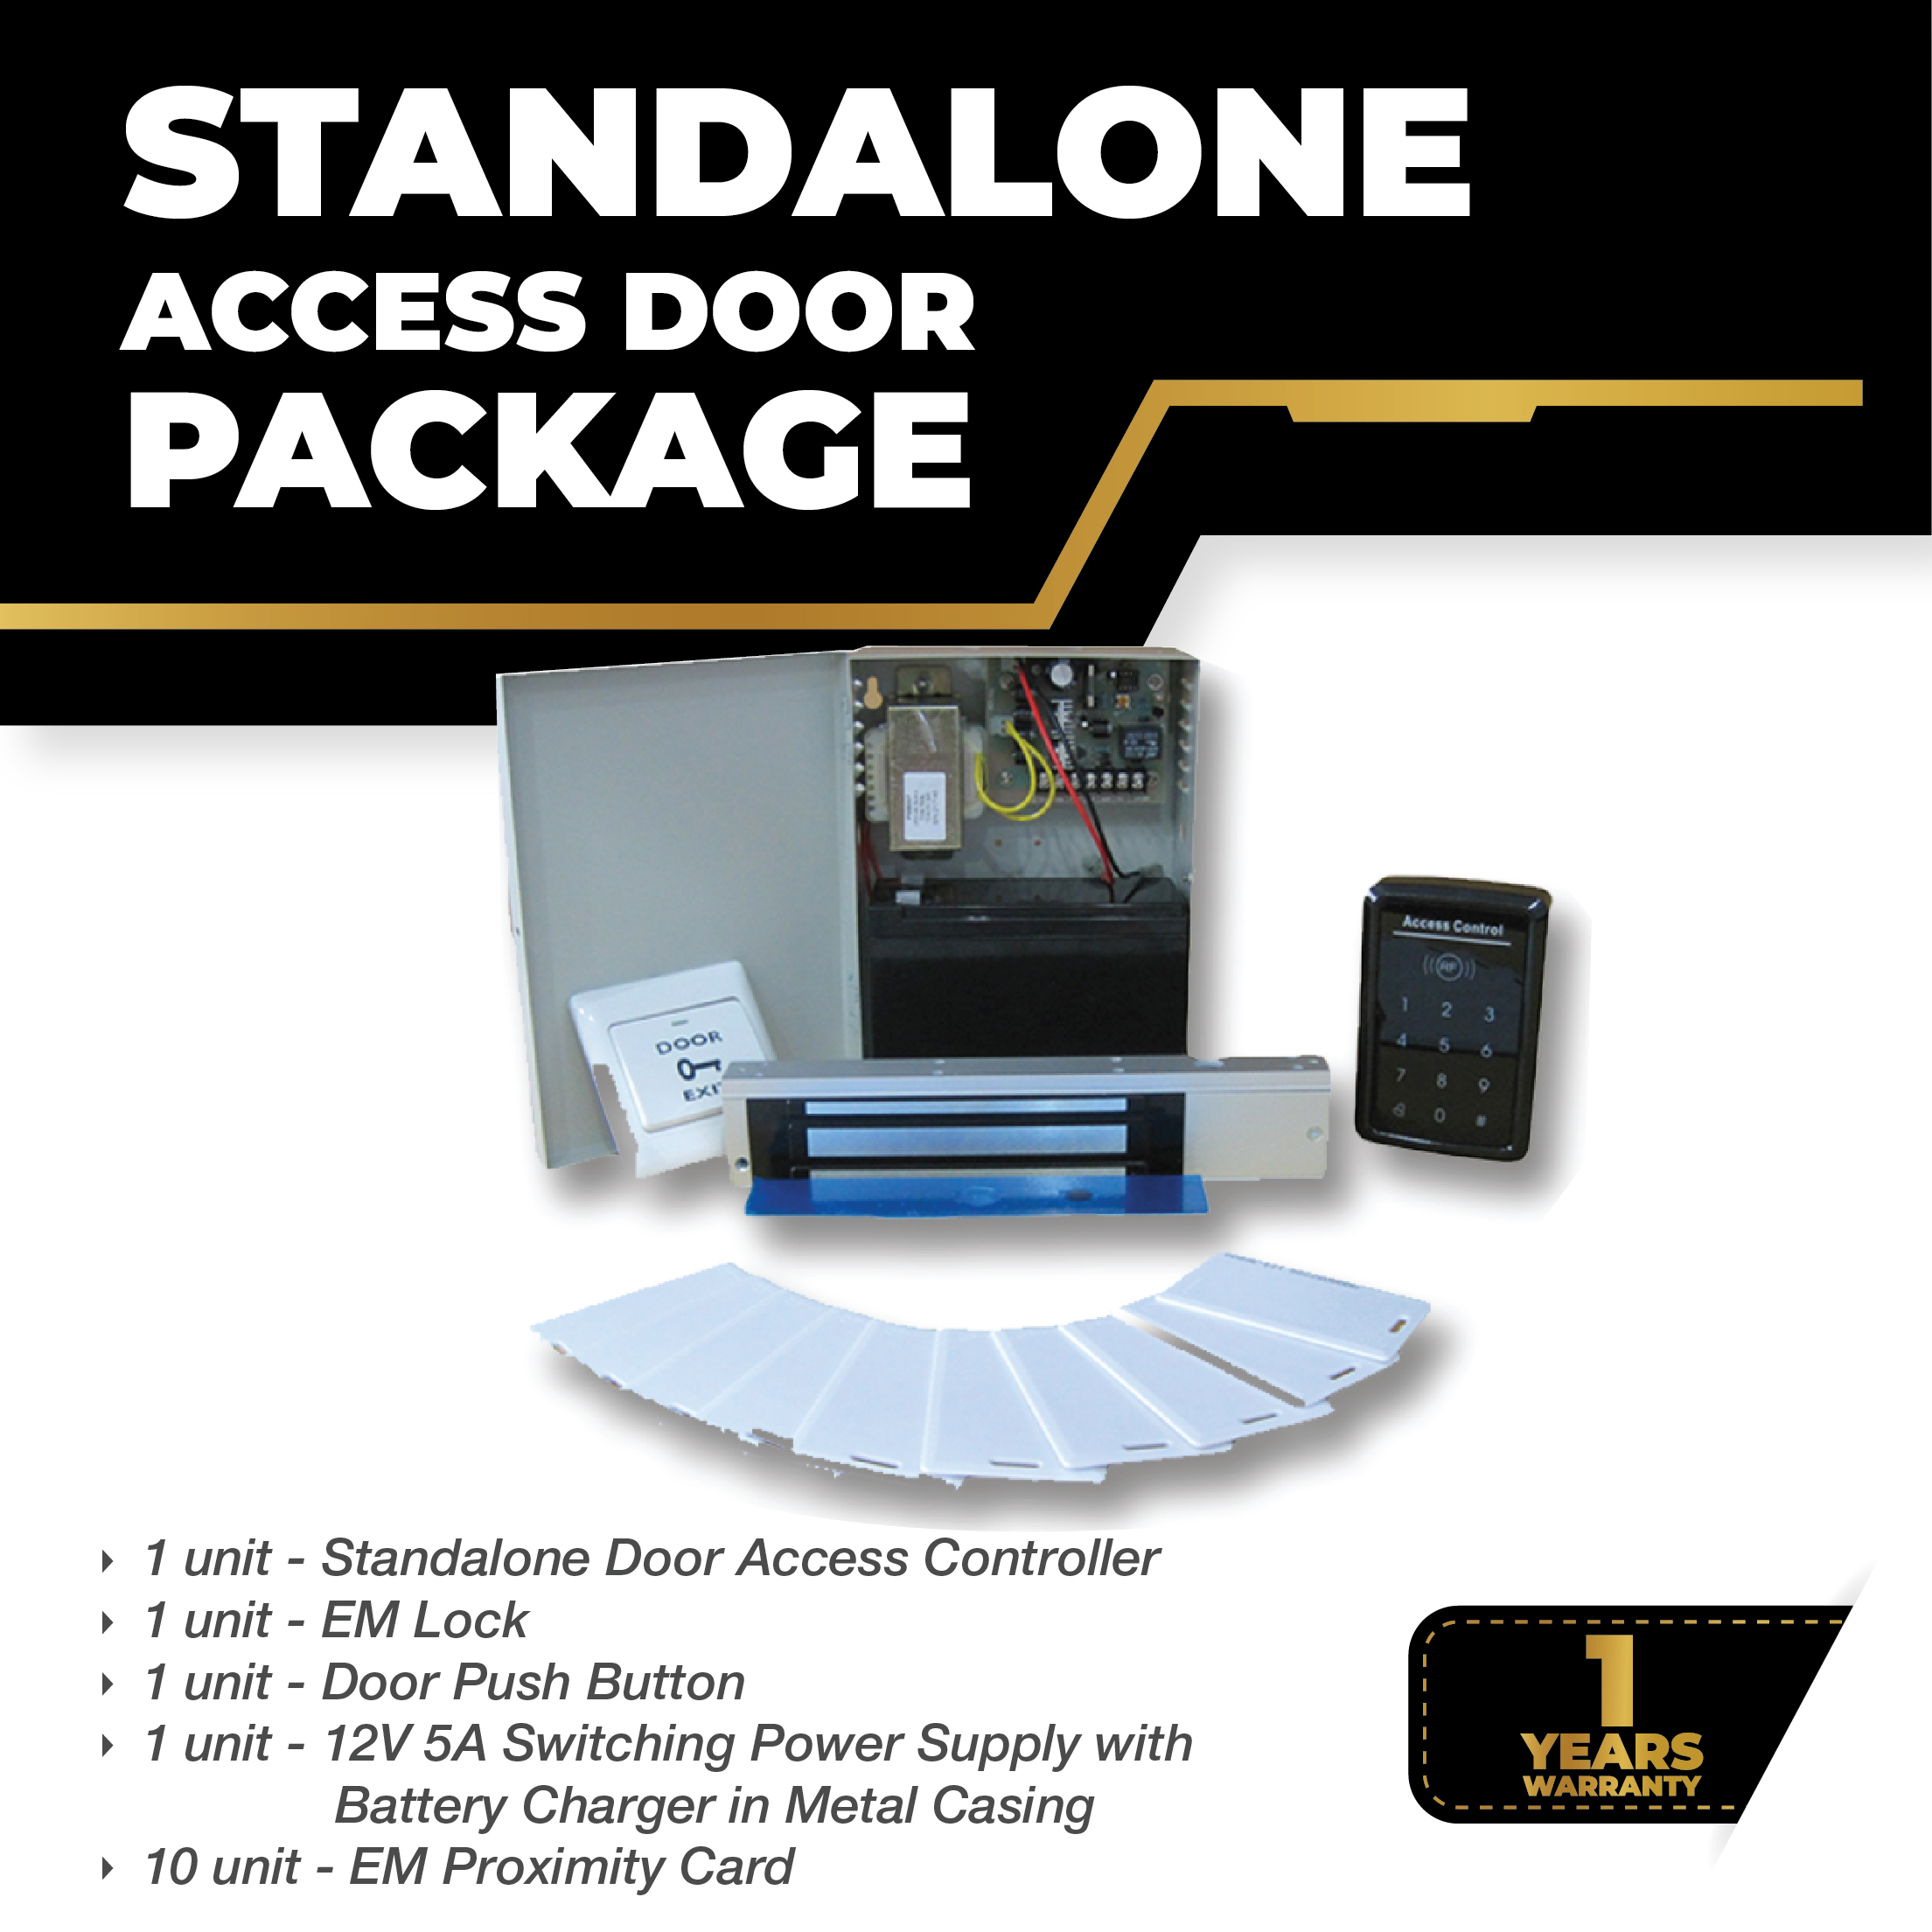 STANDALONE
ACCESS DOOR
PACKAGE
Access Control
RF
1 2 3
4 5 6
7 8 9
0 #
DOOR
EXIT
1 unit - Standalone Door Access Controller
1 unit - EM Lock
1 unit - Door Push Button
1 unit - 12V 5A Switching Power Supply with
Battery Charger in Metal Casing
10 unit - EM Proximity Card
1
YEARS
WARRANTY